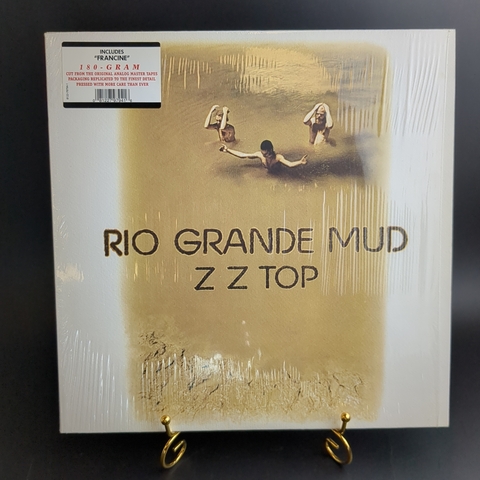 INCLUDES
"FRANCINE"
180-GRAM
CUT FROM THE ORIGINAL ANALOG MASTER TAPES
PACKAGING REPLICATED TO THE FINEST DETAIL
PRESSED WITH MORE CARE THAN EVER
RIO GRANDE MUD
Z Z TOP